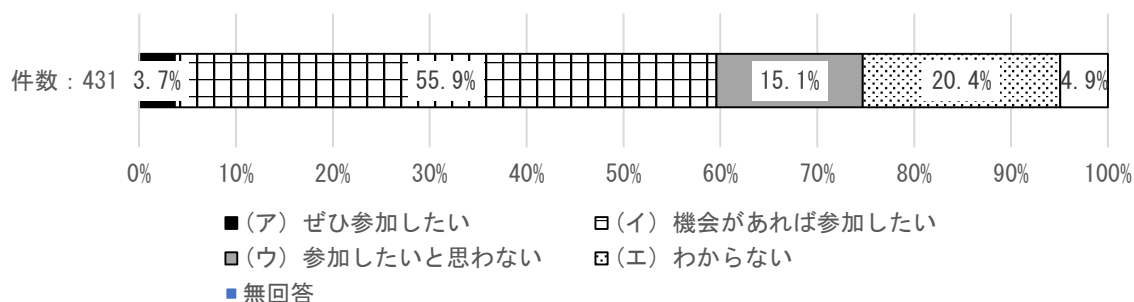 件数：431 3.7% 55.9% 15.1% 20.4% 4.9%
0% 10% 20% 30% 40% 50% 60% 70% 80% 90% 100%
(ア) ぜひ参加したい (イ) 機会があれば参加したい
(ウ) 参加したいと思わない (エ) わからない
無回答